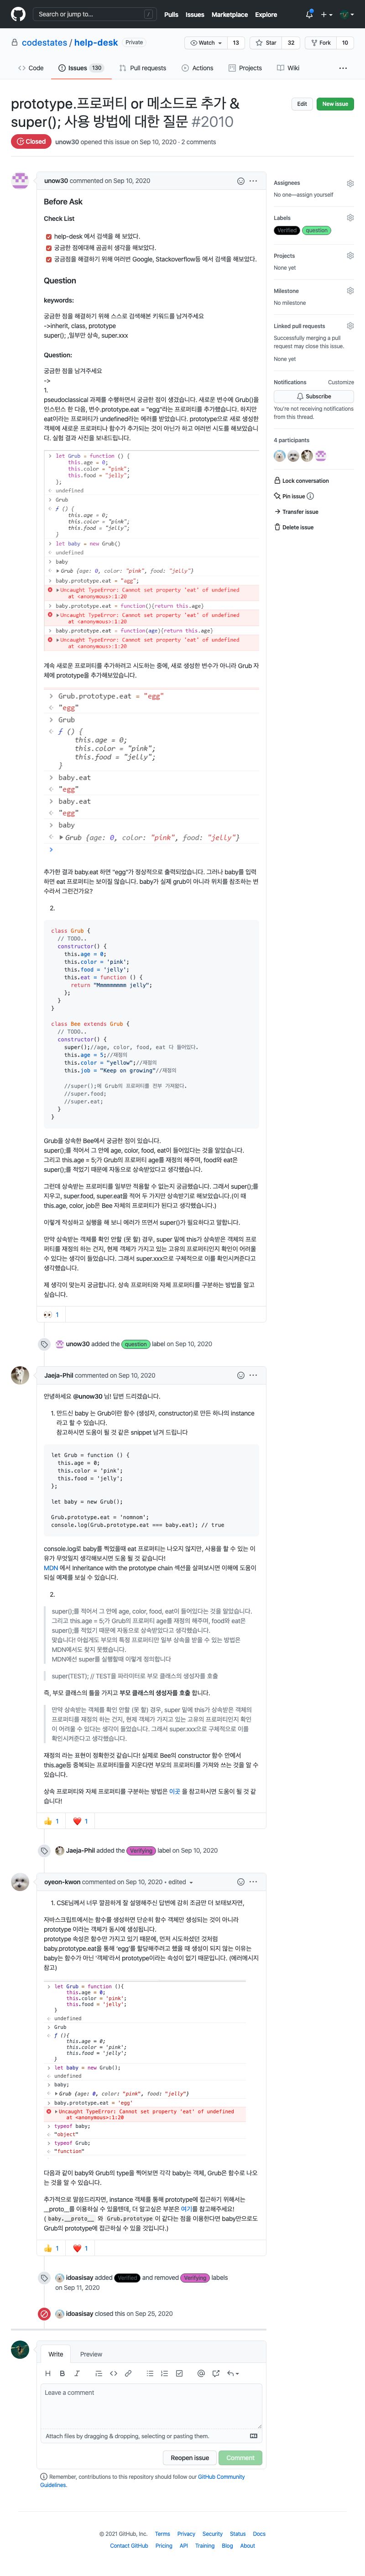 Search or jump to...
Pulls Issues Marketplace Explore
codestates / help-desk Private
Watch 13 Star 32 Fork 10
Code Issues 130 Pull requests Actions Projects Wiki
prototype.프로퍼티 or 메소드로 추가 &
super(); 사용 방법에 대한 질문 #2010
Edit New issue
Closed unow30 opened this issue on Sep 10, 2020 · 2 comments
unow30 commented on Sep 10, 2020
Before Ask
Check List
help-desk 에서 검색을 해 보았다.
궁금한 점에대해 곰곰히 생각을 해보았다.
궁금점을 해결하기 위해 여러번 Google, Stackoverflow등 에서 검색을 해보았다.
Question
keywords:
궁금한 점을 해결하기 위해 스스로 검색해본 키워드를 남겨주세요
->inherit, class, prototype
super(); ,일부만 상속, super.xxx
Question:
궁금한 점을 남겨주세요
->
1.
pseudoclassical 과제를 수행하면서 궁금한 점이 생겼습니다. 새로운 변수에 Grub()을
인스턴스 한 다음, 변수.prototype.eat = "egg"라는 프로퍼티를 추가했습니다. 하지만
eat이라는 메세지가 undefined라는 에러를 받았습니다. prototype으로 새로 생성한
객체에 새로운 프로퍼티나 함수가 추가되는 것이 아닌가 하고 여러번 시도를 해보았습니
다. 실험 결과 사진을 보내드립니다.
let Grub = function () {
this.age = 0;
this.color = "pink";
this.food = "jelly";
};
undefined
Grub
f () {
this.age = 0;
this.color = "pink";
this.food = "jelly";
}
let baby = new Grub()
undefined
baby
Grub {age: 0, color: "pink", food: "jelly"}
baby.prototype.eat = "egg";
Uncaught TypeError: Cannot set property 'eat' of undefined
at <anonymous>:1:20
baby.prototype.eat = function(){return this.age}
Uncaught TypeError: Cannot set property 'eat' of undefined
at <anonymous>:1:20
baby.prototype.eat = function(age){return this.age}
Uncaught TypeError: Cannot set property 'eat' of undefined
at <anonymous>:1:20
계속 새로운 프로퍼티를 추가하려고 시도하는 중에, 새로 생성한 변수가 아니라 Grub 자
체에 prototype을 추가해보았습니다.
Grub.prototype.eat = "egg"
"egg"
Grub
f () {
this.age = 0;
this.color = "pink";
this.food = "jelly";
}
baby.eat
"egg"
baby.eat
"egg"
baby
Grub {age: 0, color: "pink", food: "jelly"}
추가한 결과 baby.eat 하면 "egg"가 정상적으로 출력되었습니다. 그러나 baby를 입력
하면 eat 프로퍼티는 보이질 않습니다. baby가 실제 grub이 아니라 위치를 참조하는 변
수라서 그런건가요?
2.
class Grub {
// TODO..
constructor() {
this.age = 0;
this.color = 'pink';
this.food = 'jelly';
this.eat = function () {
return "Mmmmmmmmm jelly";
};
}
}
class Bee extends Grub {
// TODO..
constructor() {
super();//age, color, food, eat 다 들어있다.
this.age = 5;//재정의
this.color = "yellow";//재정의
this.job = "Keep on growing"//재정의
//super();에 Grub의 프로퍼티를 전부 가져왔다.
//super.food;
//super.eat;
}
}
Grub을 상속한 Bee에서 궁금한 점이 있습니다.
super();를 적어서 그 안에 age, color, food, eat이 들어있다는 것을 알았습니다.
그리고 this.age = 5;가 Grub의 프로퍼티 age를 재정의 해주며, food와 eat은
super();를 적었기 때문에 자동으로 상속받았다고 생각했습니다.
그런데 상속받는 프로퍼티를 일부만 적용할 수 없는지 궁금했습니다. 그래서 super();를
지우고, super.food, super.eat을 적어 두 가지만 상속받기로 해보았습니다.(이 때
this.age, color, job은 Bee 자체의 프로퍼티가 된다고 생각했습니다.)
이렇게 작성하고 실행을 해 보니 에러가 뜨면서 super()가 필요하다고 말합니다.
만약 상속받는 객체를 확인 안할 (못 할) 경우, super 밑에 this가 상속받은 객체의 프로
퍼티를 재정의 하는 건지, 현재 객체가 가지고 있는 고유의 프로퍼티인지 확인이 어려울
수 있다는 생각이 들었습니다. 그래서 super.xxx으로 구체적으로 이를 확인시켜준다고
생각했습니다.
제 생각이 맞는지 궁금합니다. 상속 프로퍼티와 자체 프로퍼티를 구분하는 방법을 알고
싶습니다.
1
unow30 added the question label on Sep 10, 2020
Jaeja-Phil commented on Sep 10, 2020
안녕하세요 @unow30 님! 답변 드리겠습니다.
1. 만드신 baby 는 Grub이란 함수 (생성자, constructor)로 만든 하나의 instance
라고 할 수 있습니다.
참고하시면 도움이 될 것 같은 snippet 남겨 드립니다
let Grub = function () {
this.age = 0;
this.color = 'pink';
this.food = 'jelly';
};
let baby = new Grub();
Grub.prototype.eat = 'nomnom';
console.log(Grub.prototype.eat === baby.eat); // true
console.log로 baby를 찍었을때 eat 프로퍼티는 나오지 않지만, 사용을 할 수 있는 이
유가 무엇일지 생각해보시면 도움 될 것 같습니다!
MDN 에서 Inheritance with the prototype chain 섹션을 살펴보시면 이해에 도움이
되실 예제를 보실 수 있습니다.
2.
super();를 적어서 그 안에 age, color, food, eat이 들어있다는 것을 알았습니다.
그리고 this.age = 5;가 Grub의 프로퍼티 age를 재정의 해주며, food와 eat은
super();를 적었기 때문에 자동으로 상속받았다고 생각했습니다.
맞습니다! 아쉽게도 부모의 특정 프로퍼티만 일부 상속을 받을 수 있는 방법은
MDN에서도 찾지 못했습니다.
MDN에선 super를 실행할때 이렇게 정의합니다
super(TEST); // TEST을 파라미터로 부모 클래스의 생성자를 호출
즉, 부모 클래스의 틀을 가지고 부모 클래스의 생성자를 호출 합니다.
만약 상속받는 객체를 확인 안할 (못 할) 경우, super 밑에 this가 상속받은 객체의
프로퍼티를 재정의 하는 건지, 현재 객체가 가지고 있는 고유의 프로퍼티인지 확인
이 어려울 수 있다는 생각이 들었습니다. 그래서 super.xxx으로 구체적으로 이를
확인시켜준다고 생각했습니다.
재정의 라는 표현이 정확한것 같습니다! 실제로 Bee의 constructor 함수 안에서
this.age등 중복되는 프로퍼티들을 지운다면 부모의 프로퍼티를 가져와 쓰는 것을 알 수
있습니다.
상속 프로퍼티와 자체 프로퍼티를 구분하는 방법은 이곳 을 참고하시면 도움이 될 것 같
습니다!
1 1
Jaeja-Phil added the Verifying label on Sep 10, 2020
oyeon-kwon commented on Sep 10, 2020 • edited
1. CSE님께서 너무 깔끔하게 잘 설명해주신 답변에 감히 조금만 더 보태보자면,
자바스크립트에서는 함수를 생성하면 단순히 함수 객체만 생성되는 것이 아니라
prototype 이라는 객체가 동시에 생성됩니다.
prototype 속성은 함수만 가지고 있기 때문에, 먼저 시도하셨던 것처럼
baby.prototype.eat을 통해 'egg'를 할당해주려고 했을 때 생성이 되지 않는 이유는
baby는 함수가 아닌 '객체'라서 prototype이라는 속성이 없기 때문입니다. (에러메시지
참고)
let Grub = function (){
this.age = 0;
this.color = 'pink';
this.food = 'jelly';
}
undefined
Grub
f (){
this.age = 0;
this.color = 'pink';
this.food = 'jelly';
}
let baby = new Grub();
undefined
baby;
Grub {age: 0, color: "pink", food: "jelly"}
baby.prototype.eat = 'egg'
Uncaught TypeError: Cannot set property 'eat' of undefined
at <anonymous>:1:20
typeof baby;
"object"
typeof Grub;
"function"
다음과 같이 baby와 Grub의 type을 찍어보면 각각 baby는 객체, Grub은 함수로 나오
는 것을 알 수 있습니다.
추가적으로 말씀드리자면, instance 객체를 통해 prototype에 접근하기 위해서는
__proto__를 이용하실 수 있을텐데, 더 알고싶은 부분은 여기를 참고해주세요!
( baby.__proto__ 와 Grub.prototype 이 같다는 점을 이용한다면 baby만으로도
Grub의 prototype에 접근하실 수 있을 것입니다.)
1 1
idoasisay added Verified and removed Verifying labels
on Sep 11, 2020
idoasisay closed this on Sep 25, 2020
Write Preview
Leave a comment
Attach files by dragging & dropping, selecting or pasting them.
Reopen issue Comment
Remember, contributions to this repository should follow our GitHub Community
Guidelines.
Assignees
No one—assign yourself
Labels
Verified question
Projects
None yet
Milestone
No milestone
Linked pull requests
Successfully merging a pull
request may close this issue.
None yet
Notifications Customize
Subscribe
You're not receiving notifications
from this thread.
4 participants
Lock conversation
Pin issue
Transfer issue
Delete issue
© 2021 GitHub, Inc. Terms Privacy Security Status Docs
Contact GitHub Pricing API Training Blog About